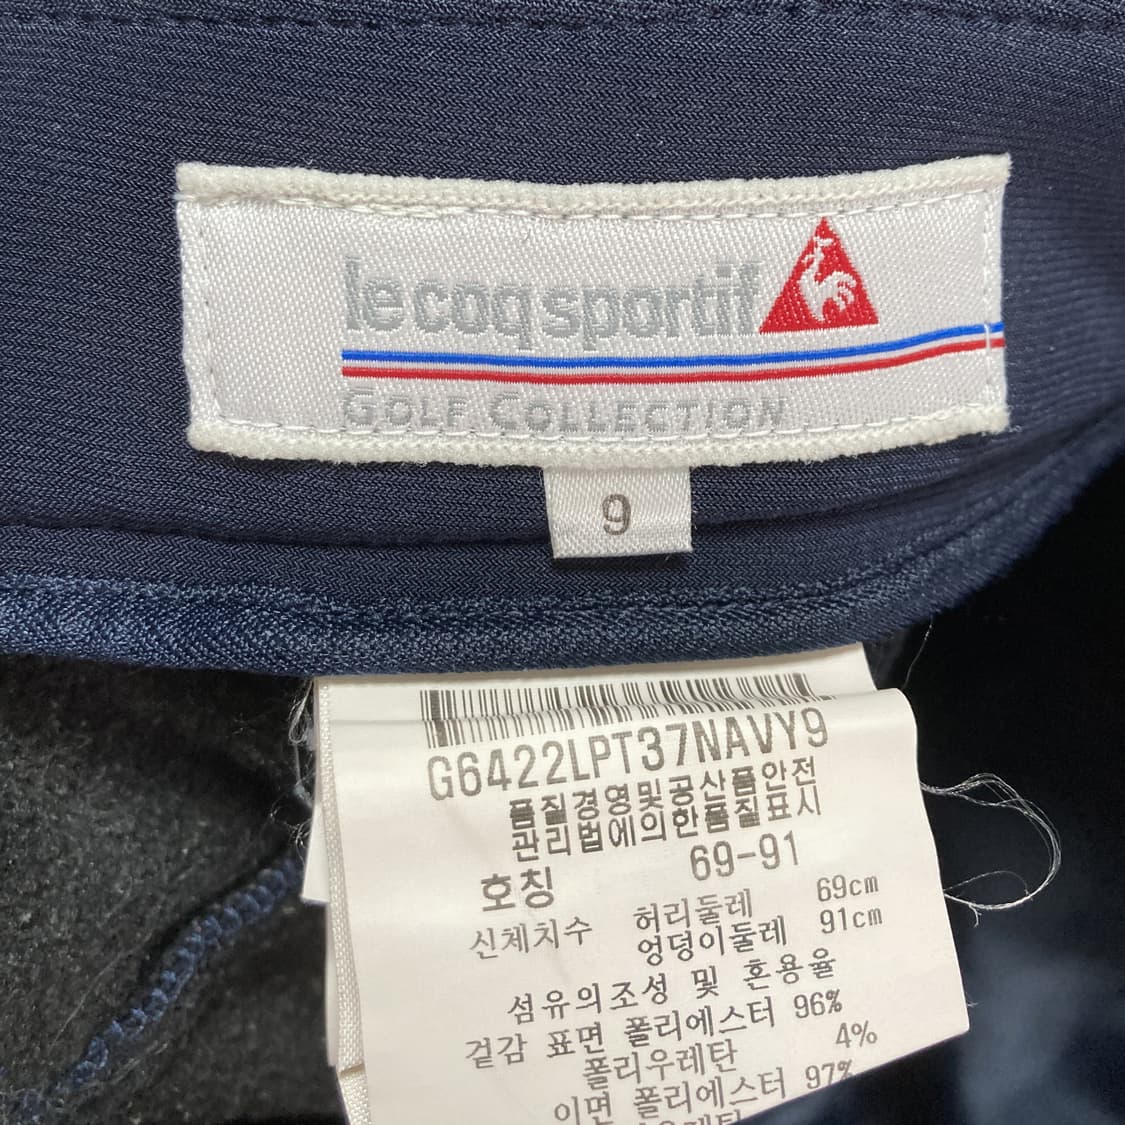 le coq sportif
GOLF COLLECTION
9
G6422LPT37NAVY9
품질경영및공산품안전
관리법에의한품질표시
호칭 69-91
신체치수 허리둘레 69cm
엉덩이둘레 91cm
섬유의조성 및 혼용율
겉감 표면 폴리에스터 96%
폴리우레탄 4%
이면 폴리에스터 97%